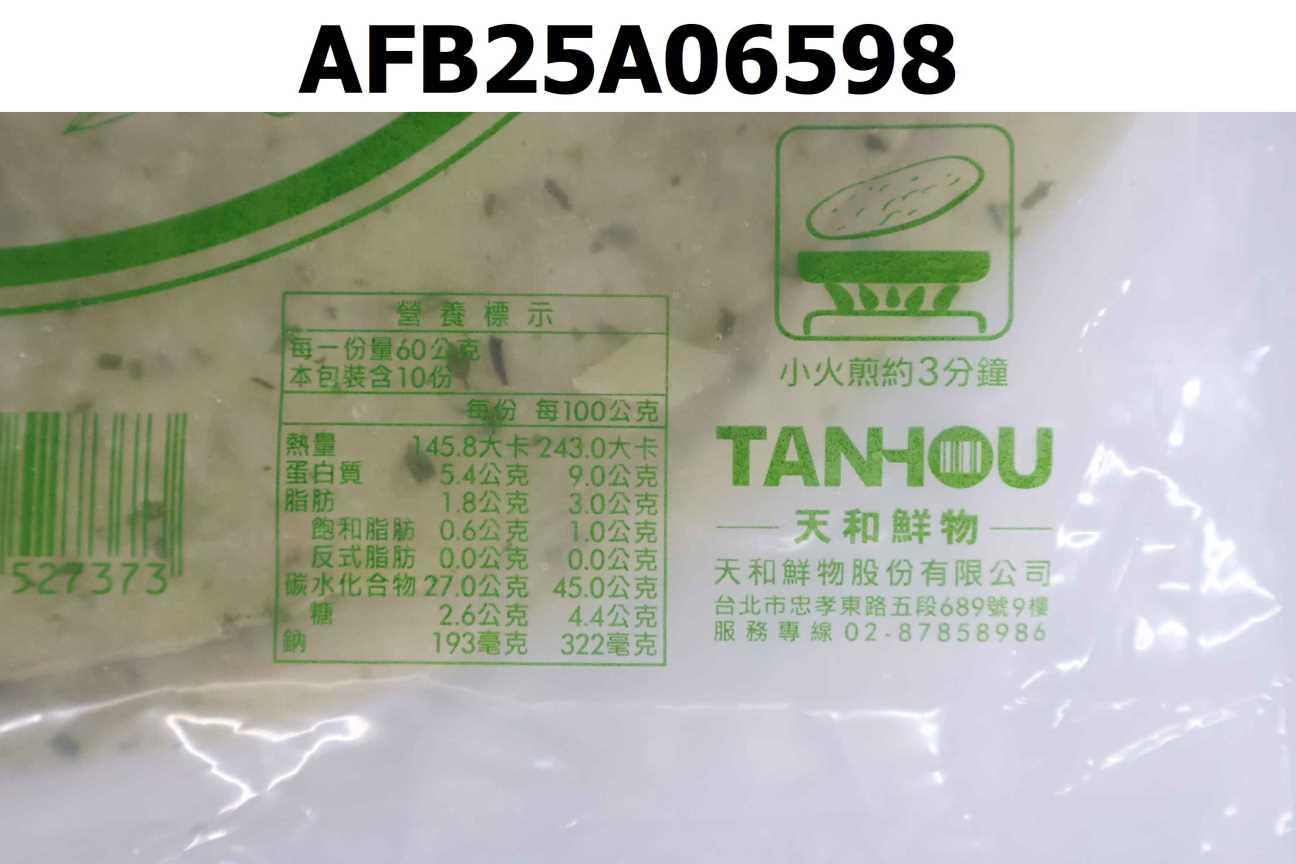 AFB25A06598
營養標示
每一份量60公克
本包裝含10份
每份 每100公克
熱量 145.8大卡 243.0大卡
蛋白質 5.4公克 9.0公克
脂肪 1.8公克 3.0公克
飽和脂肪 0.6公克 1.0公克
反式脂肪 0.0公克 0.0公克
碳水化合物 27.0公克 45.0公克
糖 2.6公克 4.4公克
鈉 193毫克 322毫克
527373
小火煎約3分鐘
TANHOU
天和鮮物
天和鮮物股份有限公司
台北市忠孝東路五段689號9樓
服務專線 02-87858986